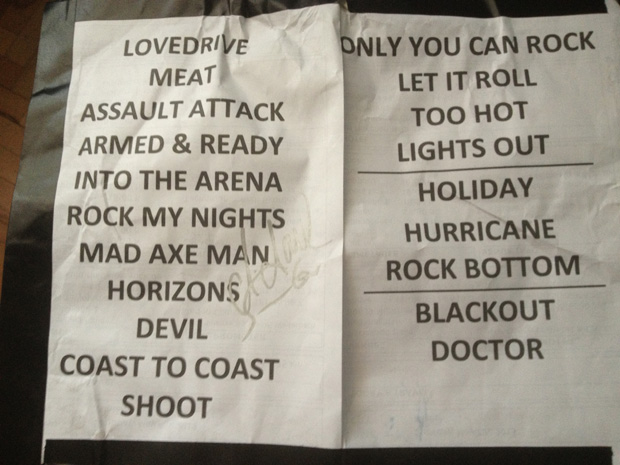 LOVEDRIVE
MEAT
ASSAULT ATTACK
ARMED & READY
INTO THE ARENA
ROCK MY NIGHTS
MAD AXE MAN
HORIZONS
DEVIL
COAST TO COAST
SHOOT
ONLY YOU CAN ROCK
LET IT ROLL
TOO HOT
LIGHTS OUT
HOLIDAY
HURRICANE
ROCK BOTTOM
BLACKOUT
DOCTOR